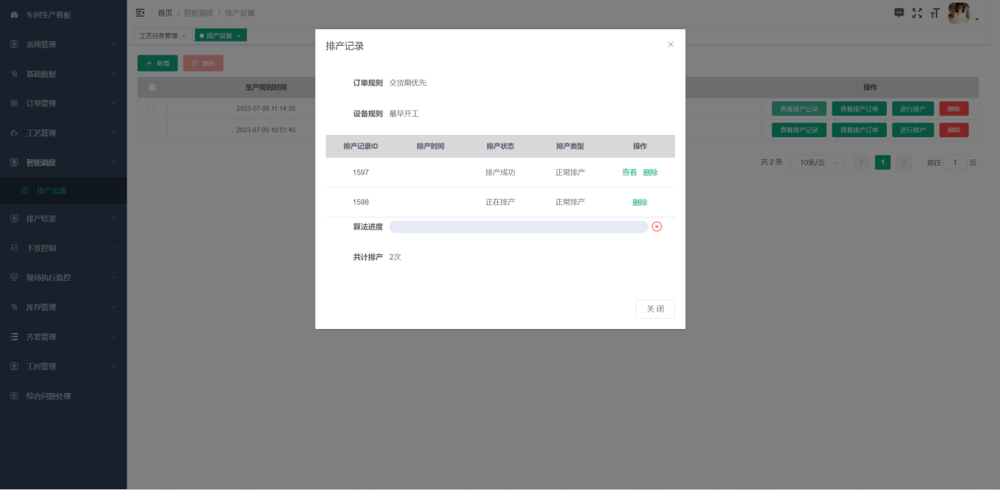 车间生产看板
系统管理
基础数据
订单管理
工艺管理
智能调度
排产设置
排产结果
下发控制
现场执行监控
库存管理
齐套管理
工时管理
综合问题处理
首页 / 智能调度 / 排产设置
工艺任务管理 × 排产设置 ×
+ 新增 删除
生产规则时间 操作
2023-07-05 11:14:30 查看排产记录 查看排产订单 进行排产 删除
2023-07-05 10:51:45 查看排产记录 查看排产订单 进行排产 删除
共 2 条 10条/页 < 1 > 前往 1 页
排产记录 ×
订单规则 交货期优先
设备规则 最早开工
排产记录ID 排产时间 排产状态 排产类型 操作
1597 排产成功 正常排产 查看 删除
1598 正在排产 正常排产 删除
算法进度
共计排产 2次
关 闭